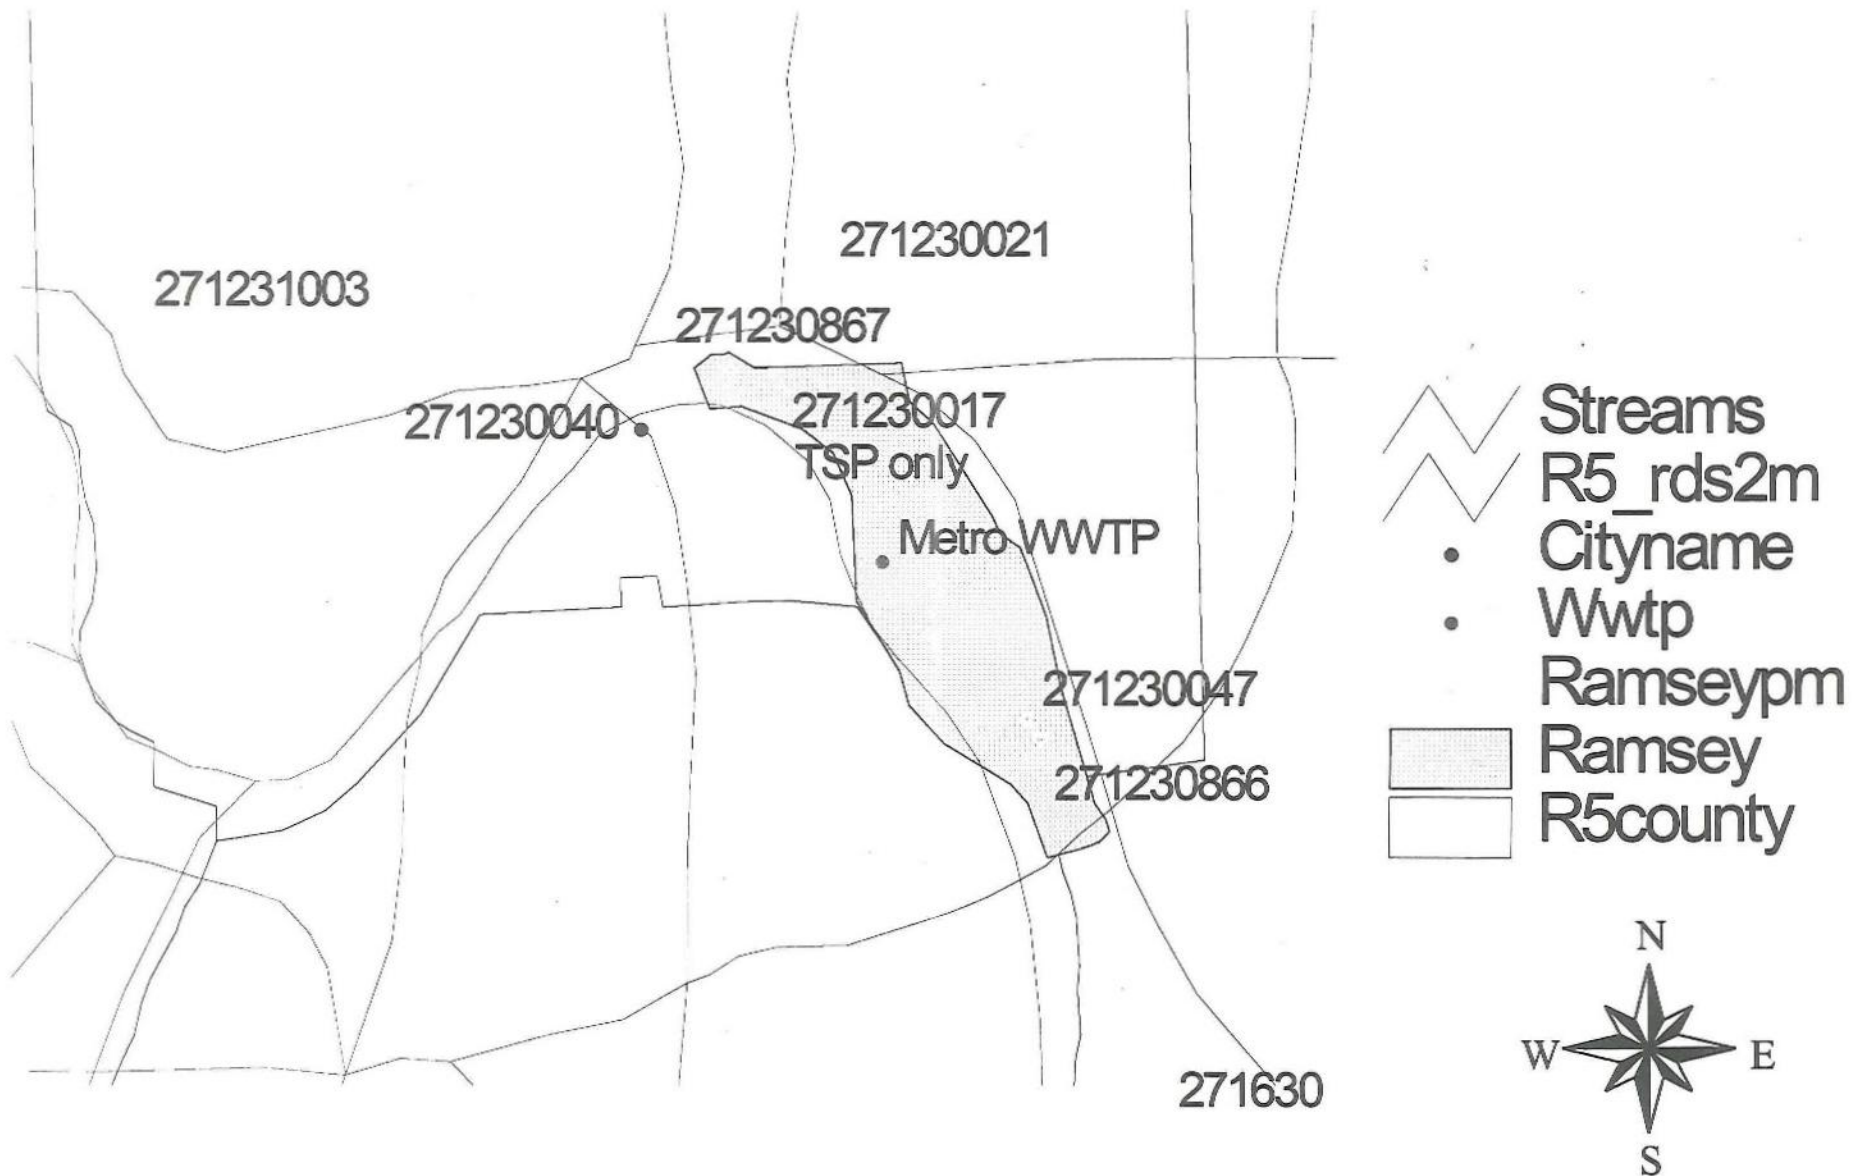 271230021
271231003
271230867
271230017
271230040
TSP only
Metro WWTP
271230047
271230866
271630
Streams
R5_rds2m
Cityname
Wwtp
Ramseypm
Ramsey
R5county
N
W E
S